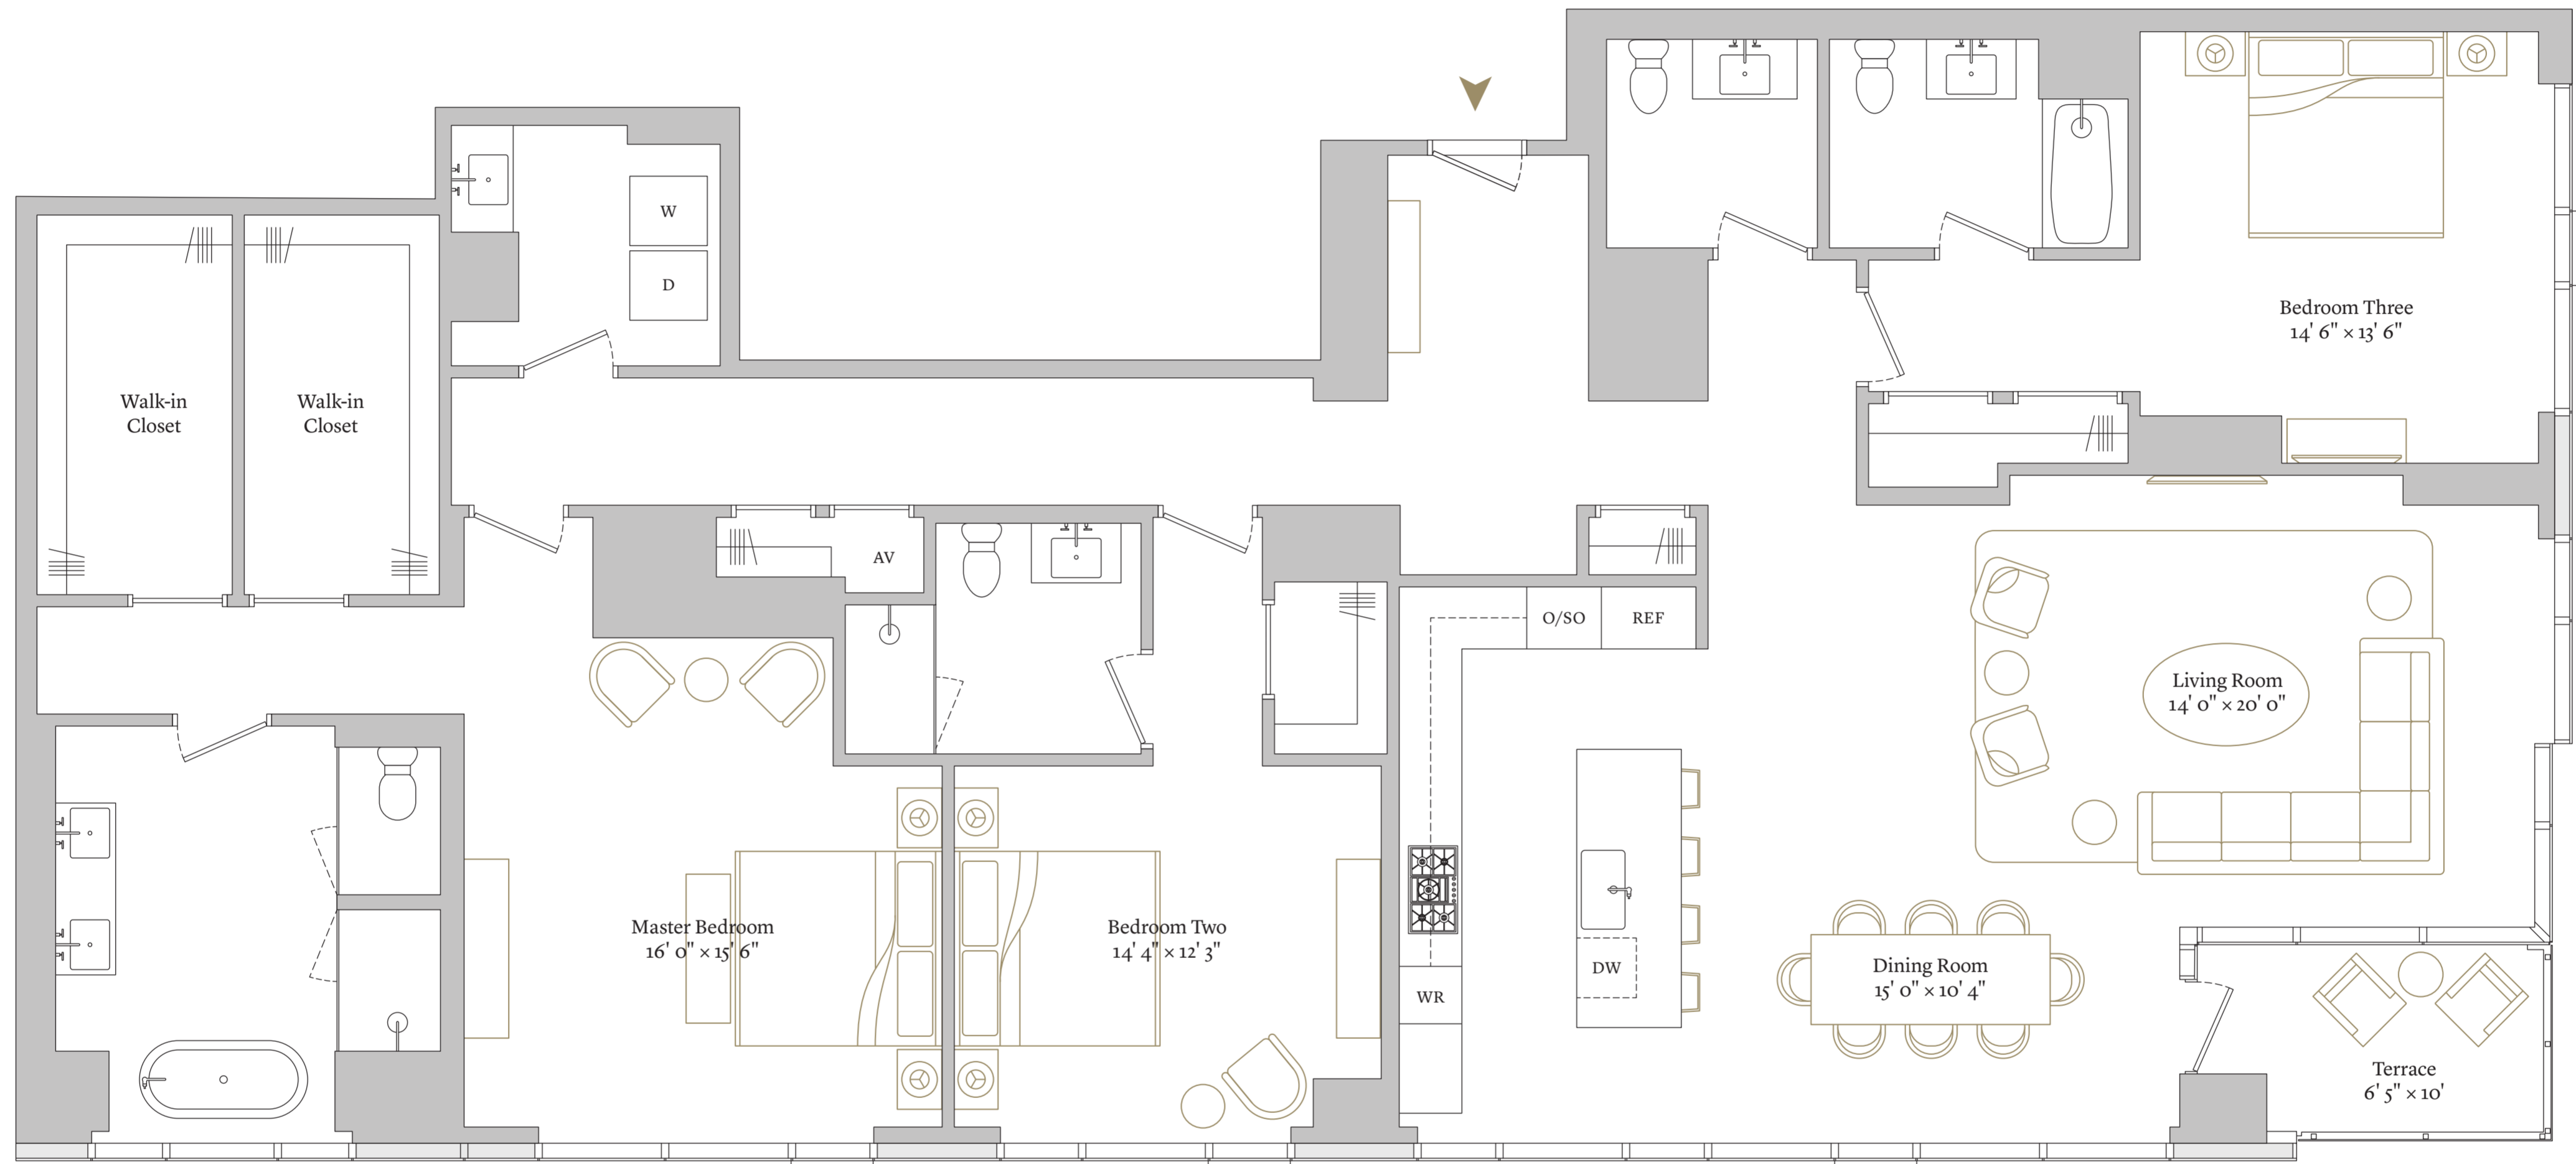 W
D
Bedroom Three
14' 6" × 13' 6"
Walk-in
Closet
Walk-in
Closet
AV
O/SO
REF
Living Room
14' 0" × 20' 0"
Master Bedroom
16' 0" × 15' 6"
Bedroom Two
14' 4" × 12' 3"
DW
WR
Dining Room
15' 0" × 10' 4"
Terrace
6' 5" × 10'